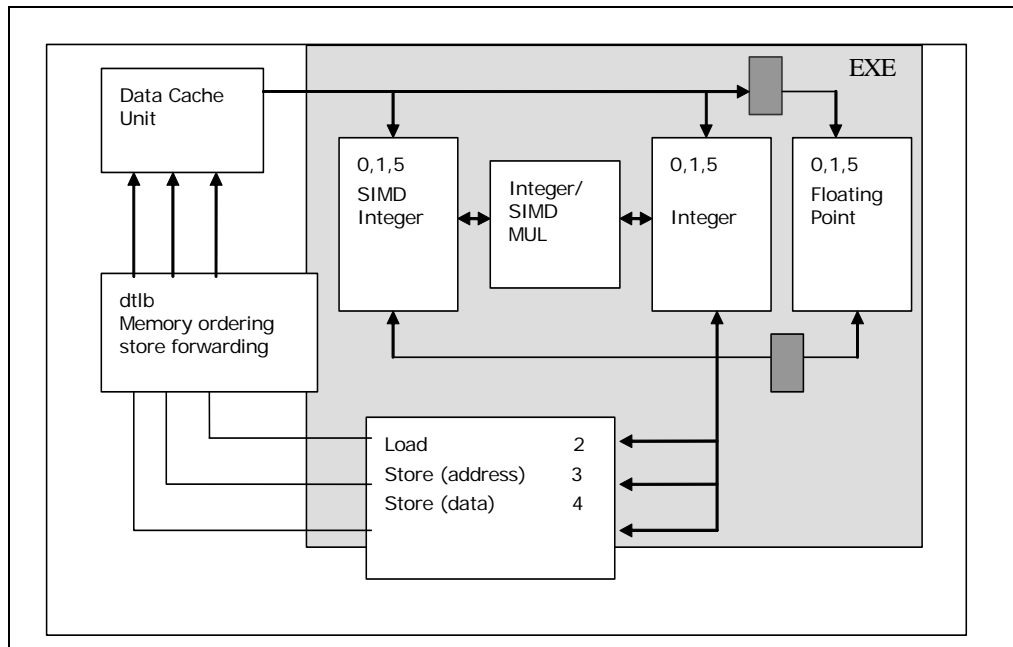 EXE
Data Cache
Unit
0,1,5
SIMD
Integer
Integer/
SIMD
MUL
0,1,5
Integer
0,1,5
Floating
Point
dtlb
Memory ordering
store forwarding
Load 2
Store (address) 3
Store (data) 4